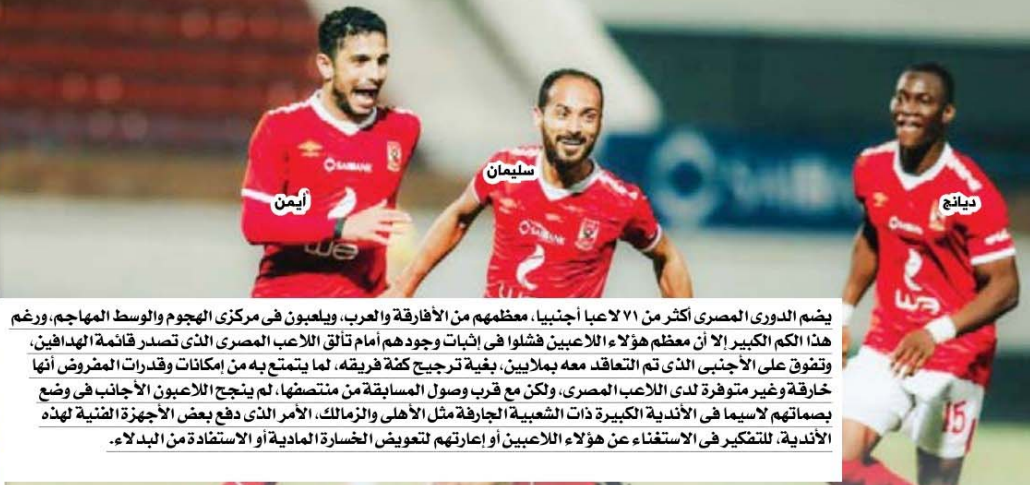 أيمن
سليمان
ديانج
SAIBANK
SAIBANK
we
we
15
يضم الدورى المصرى أكثر من ٧١ لاعبا أجنبيا، معظمهم من الأفارقة والعرب، ويلعبون فى مركزى الهجوم والوسط المهاجم، ورغم
هذا الكم الكبير إلا أن معظم هؤلاء اللاعبين فشلوا فى إثبات وجودهم أمام تألق اللاعب المصرى الذى تصدر قائمة الهدافين،
وتفوق على الأجنبى الذى تم التعاقد معه بملايين، بغية ترجيح كفة فريقه، لما يتمتع به من إمكانات وقدرات المفروض أنها
خارقة وغير متوفرة لدى اللاعب المصرى، ولكن مع قرب وصول المسابقة من منتصفها، لم ينجح اللاعبون الأجانب فى وضع
بصماتهم لاسيما فى الأندية الكبيرة ذات الشعبية الجارفة مثل الأهلى والزمالك، الأمر الذى دفع بعض الأجهزة الفنية لهذه
الأندية، للتفكير فى الاستغناء عن هؤلاء اللاعبين أو إعارتهم لتعويض الخسارة المادية أو الاستفادة من البدلاء.